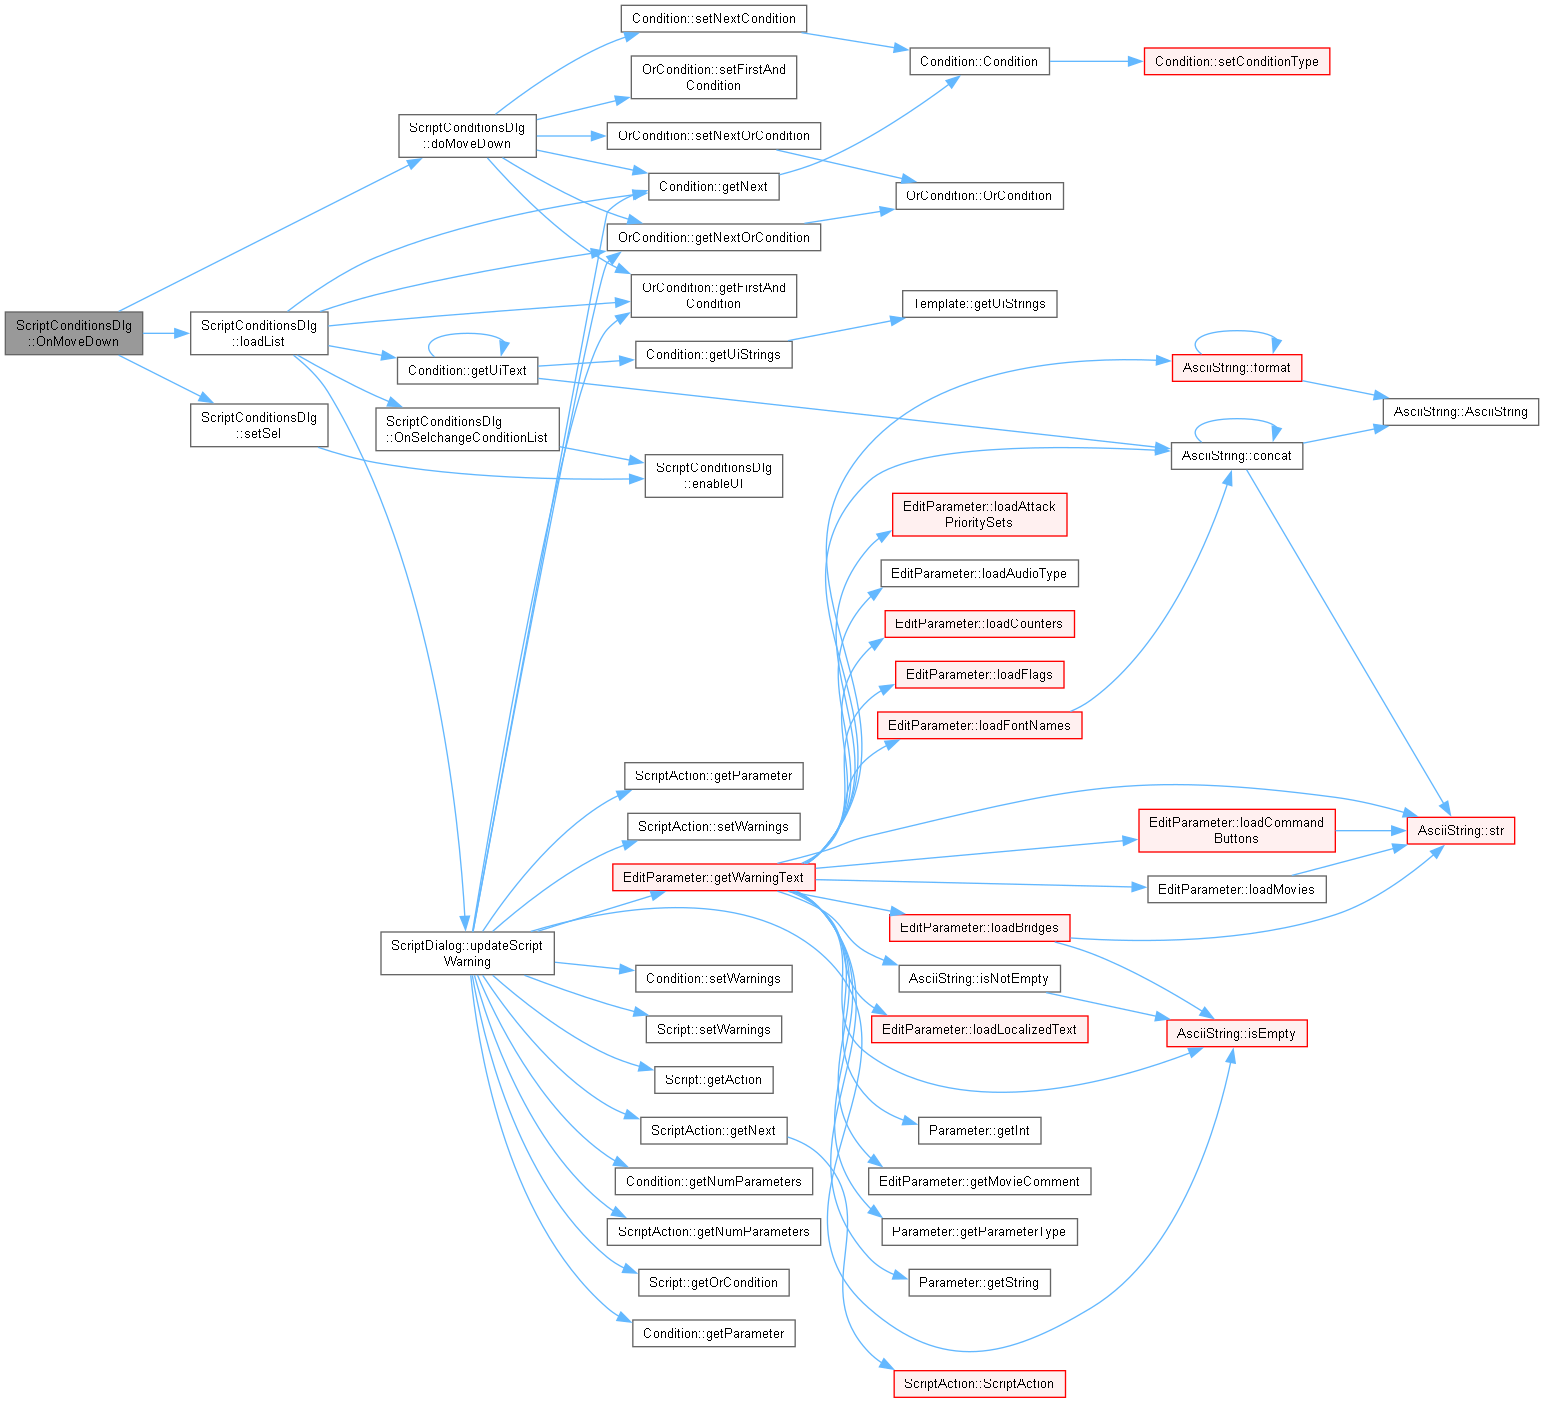 Condition::setNextCondition
OrCondition::setFirstAnd
Condition
Condition::Condition
Condition::setConditionType
ScriptConditionsDlg
::doMoveDown
OrCondition::setNextOrCondition
Condition::getNext
OrCondition::OrCondition
OrCondition::getNextOrCondition
OrCondition::getFirstAnd
Condition
Template::getUiStrings
ScriptConditionsDlg
::OnMoveDown
ScriptConditionsDlg
::loadList
Condition::getUiText
Condition::getUiStrings
AsciiString::format
AsciiString::AsciiString
ScriptConditionsDlg
::setSel
ScriptConditionsDlg
::OnSelchangeConditionList
AsciiString::concat
ScriptConditionsDlg
::enableUI
EditParameter::loadAttack
PrioritySets
EditParameter::loadAudioType
EditParameter::loadCounters
EditParameter::loadFlags
EditParameter::loadFontNames
ScriptAction::getParameter
ScriptAction::setWarnings
EditParameter::loadCommand
Buttons
AsciiString::str
EditParameter::getWarningText
EditParameter::loadMovies
EditParameter::loadBridges
ScriptDialog::updateScript
Warning
Condition::setWarnings
AsciiString::isNotEmpty
Script::setWarnings
EditParameter::loadLocalizedText
AsciiString::isEmpty
Script::getAction
ScriptAction::getNext
Parameter::getInt
Condition::getNumParameters
EditParameter::getMovieComment
ScriptAction::getNumParameters
Parameter::getParameterType
Script::getOrCondition
Parameter::getString
Condition::getParameter
ScriptAction::ScriptAction